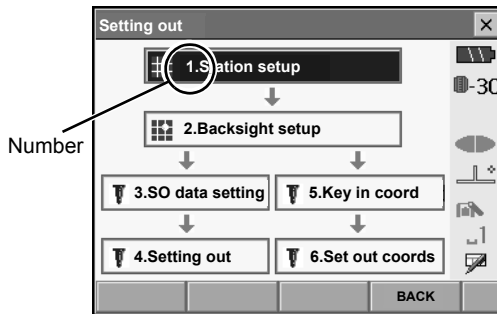 Setting out
1.Station setup
-30
Number
2.Backsight setup
3.SO data setting
5.Key in coord
1
4.Setting out
6.Set out coords
BACK